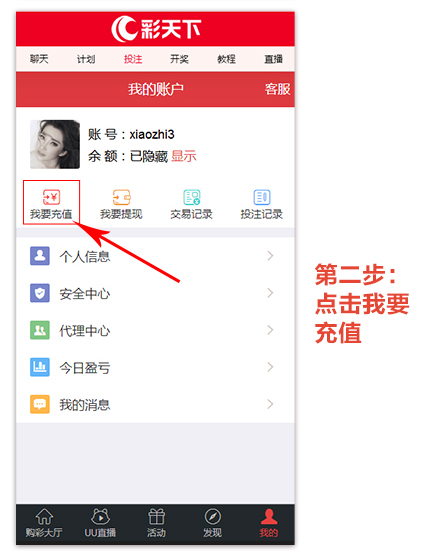 彩天下
聊天 计划 投注 开奖 教程 直播
我的账户 客服
账 号：xiaozhi3
余 额：已隐藏 显示
我要充值 我要提现 交易记录 投注记录
个人信息
安全中心
代理中心
今日盈亏
我的消息
第二步：
点击我要
充值
购彩大厅 UU直播 活动 发现 我的